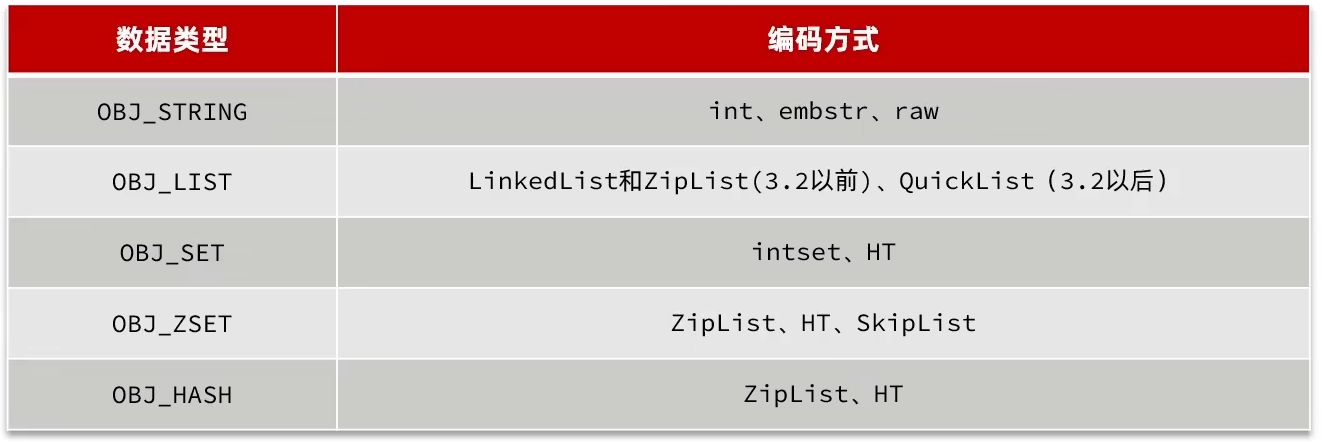 数据类型 编码方式
OBJ_STRING int、embstr、raw
OBJ_LIST LinkedList和ZipList(3.2以前)、QuickList（3.2以后）
OBJ_SET intset、HT
OBJ_ZSET ZipList、HT、SkipList
OBJ_HASH ZipList、HT